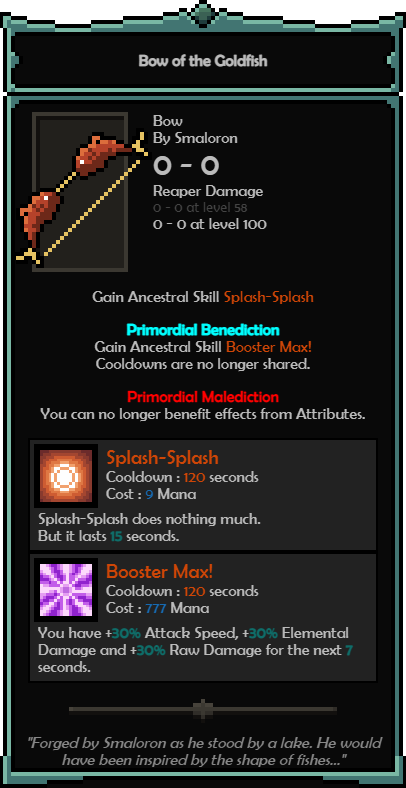 Bow of the Goldfish
Bow
By Smaloron
0 - 0
Reaper Damage
0 - 0 at level 58
0 - 0 at level 100
Gain Ancestral Skill Splash-Splash
Primordial Benediction
Gain Ancestral Skill Booster Max!
Cooldowns are no longer shared.
Primordial Malediction
You can no longer benefit effects from Attributes.
Splash-Splash
Cooldown : 120 seconds
Cost : 9 Mana
Splash-Splash does nothing much.
But it lasts 15 seconds.
Booster Max!
Cooldown : 120 seconds
Cost : 777 Mana
You have +30% Attack Speed, +30% Elemental
Damage and +30% Raw Damage for the next 7
seconds.
"Forged by Smaloron as he stood by a lake. He would
have been inspired by the shape of fishes..."